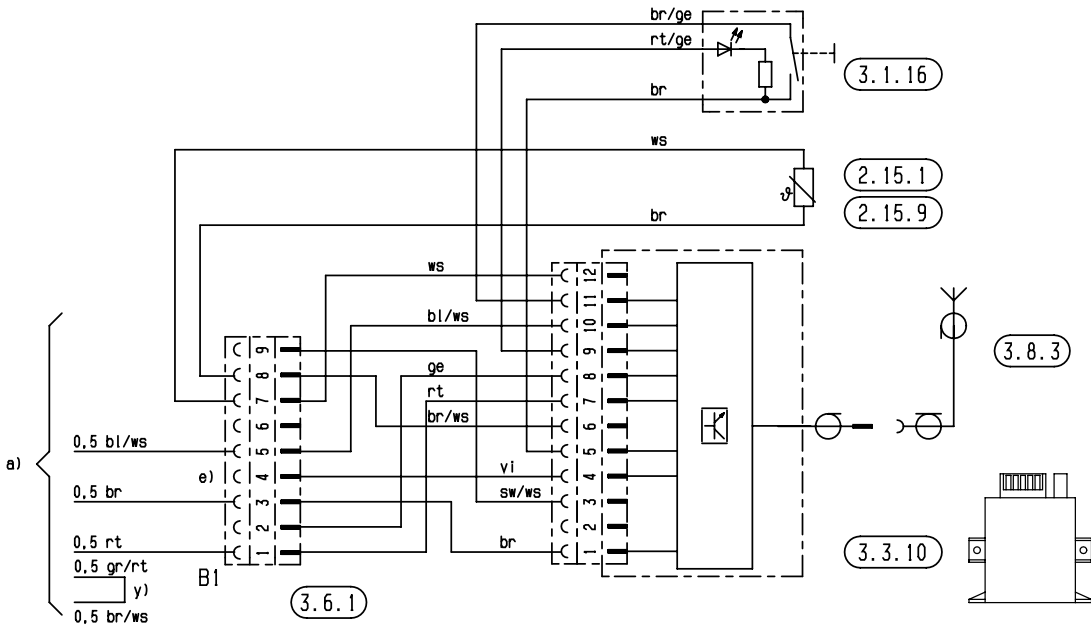 br/ge
rt/ge
3.1.16
br
ws
2.15.1
2.15.9
ϑ
br
ws
12
11
bl/ws
10
3.8.3
9
9
8
ge
8
7
rt
7
6
br/ws
6
0,5 bl/ws
5
5
a)
e)
4
vi
4
0,5 br
3
sw/ws
3
2
2
0,5 rt
1
br
1
3.3.10
0,5 gr/rt
B1
y)
3.6.1
0,5 br/ws